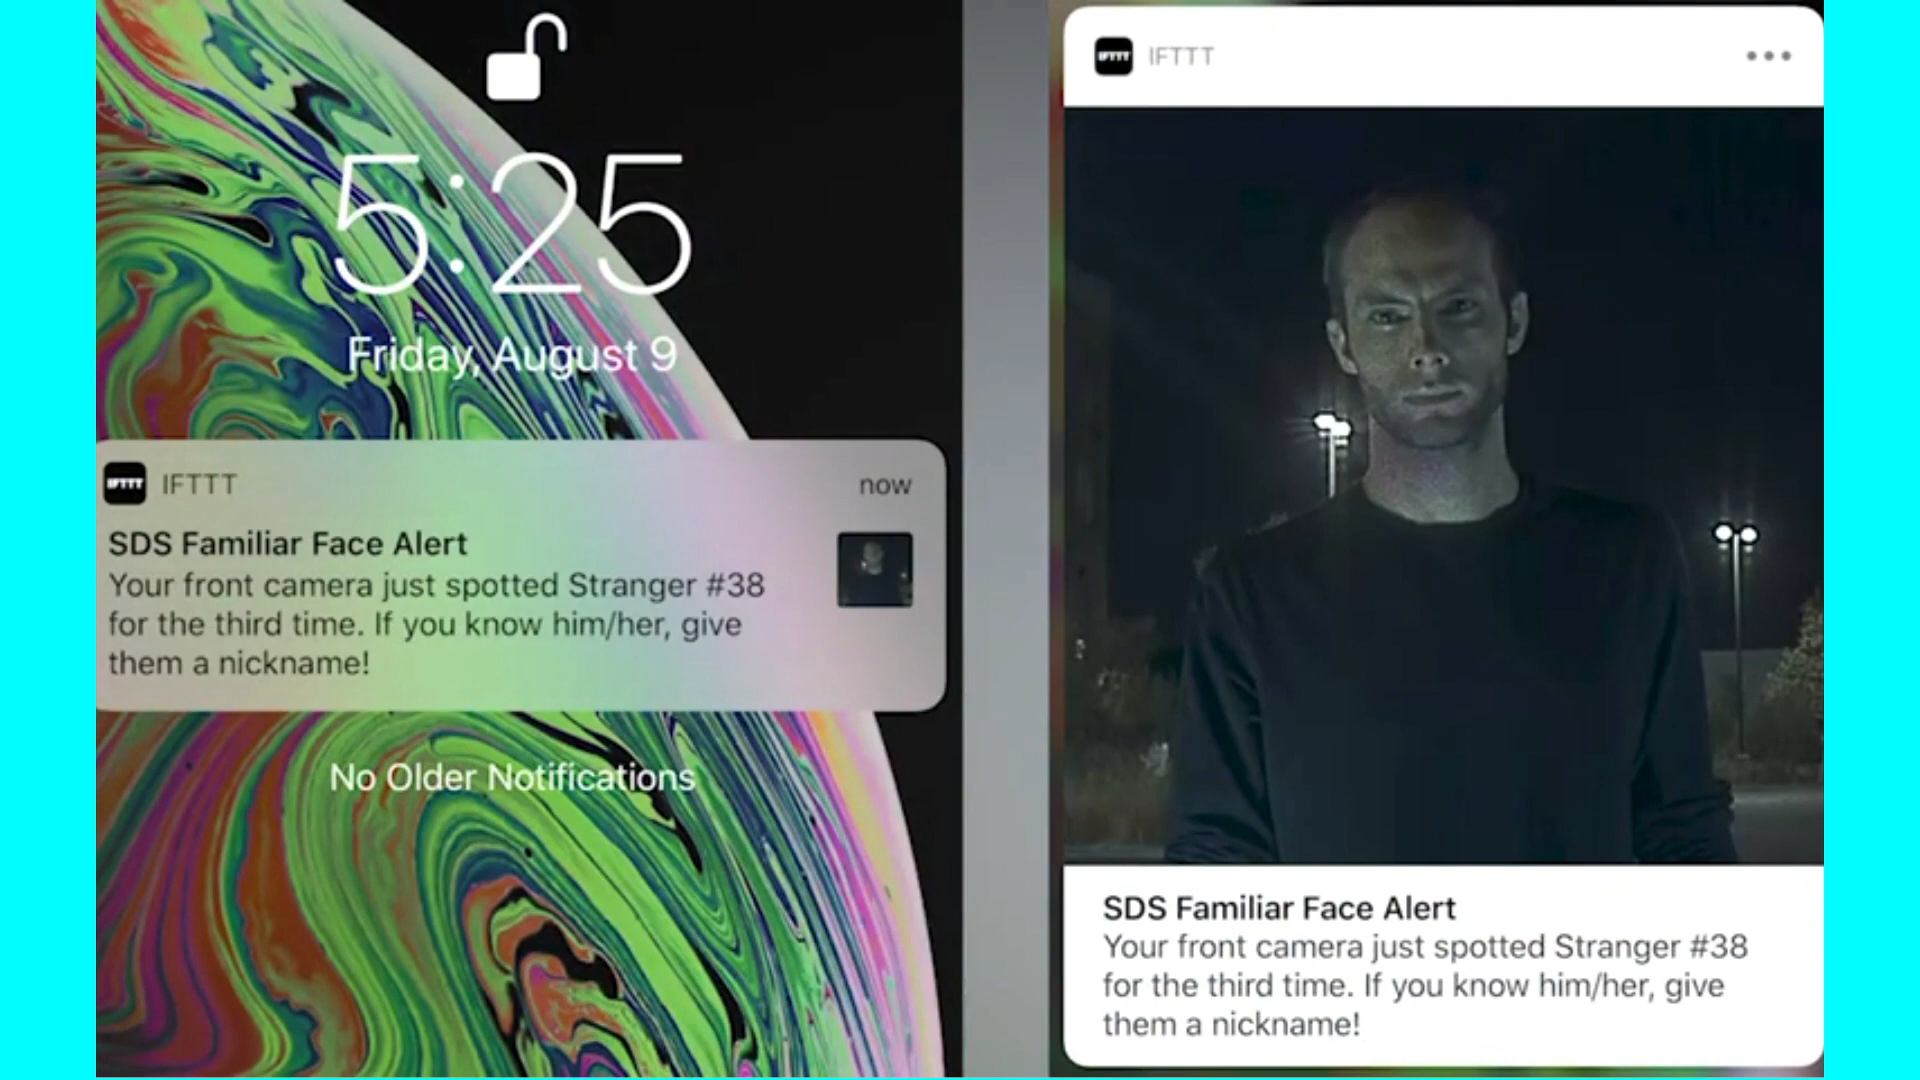 5:25
Friday, August 9
IFTTT IFTTT now
SDS Familiar Face Alert
Your front camera just spotted Stranger #38
for the third time. If you know him/her, give
them a nickname!
No Older Notifications
IFTTT IFTTT
SDS Familiar Face Alert
Your front camera just spotted Stranger #38
for the third time. If you know him/her, give
them a nickname!